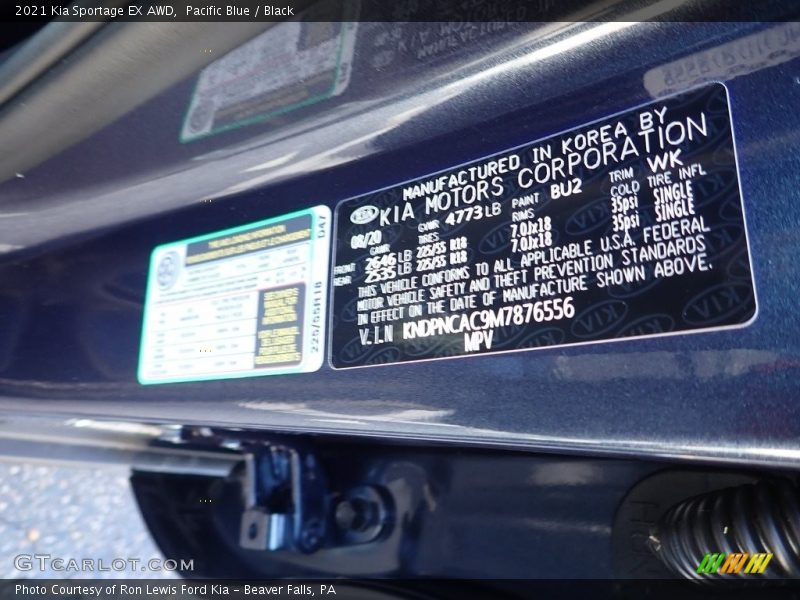 2021 Kia Sportage EX AWD, Pacific Blue / Black
MANUFACTURED IN KOREA BY
KIA KIA MOTORS CORPORATION
08/20 GVWR 4773LB PAINT BU2 TRIM WK
GAWR TIRES RIMS COLD TIRE INFL
FRONT 2646 LB 225/55 R18 7.0Jx18 35psi SINGLE
REAR 2535 LB 225/55 R18 7.0Jx18 35psi SINGLE
THIS VEHICLE CONFORMS TO ALL APPLICABLE U.S.A. FEDERAL
MOTOR VEHICLE SAFETY AND THEFT PREVENTION STANDARDS
IN EFFECT ON THE DATE OF MANUFACTURE SHOWN ABOVE.
V.I.N KNDPNCAC9M7876556
MPV
D47
225/55R18
GTCARLOT.COM
Photo Courtesy of Ron Lewis Ford Kia - Beaver Falls, PA